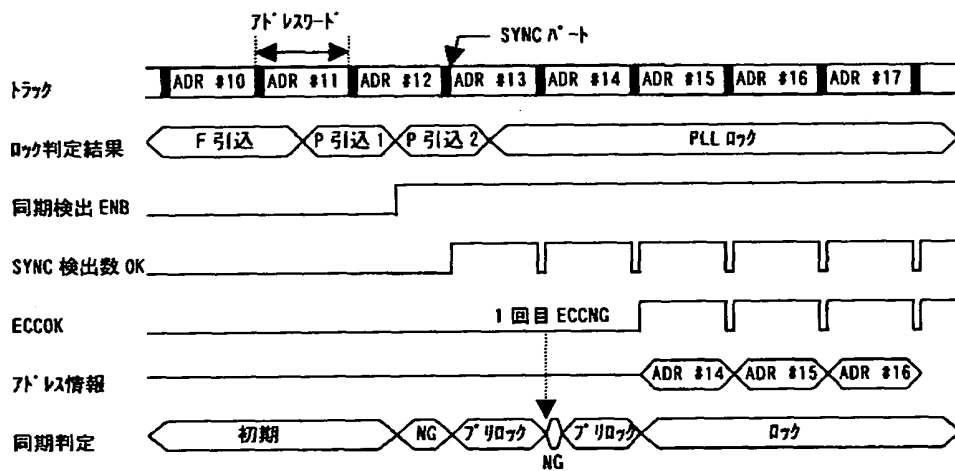 アドレスワード
SYNC パート
トラック ADR #10 ADR #11 ADR #12 ADR #13 ADR #14 ADR #15 ADR #16 ADR #17
ロック判定結果 F 引込 P 引込 1 P 引込 2 PLL ロック
同期検出 ENB
SYNC 検出数 OK
ECCOK 1 回目 ECCNG
アドレス情報 ADR #14 ADR #15 ADR #16
同期判定 初期 NG プリロック NG プリロック ロック